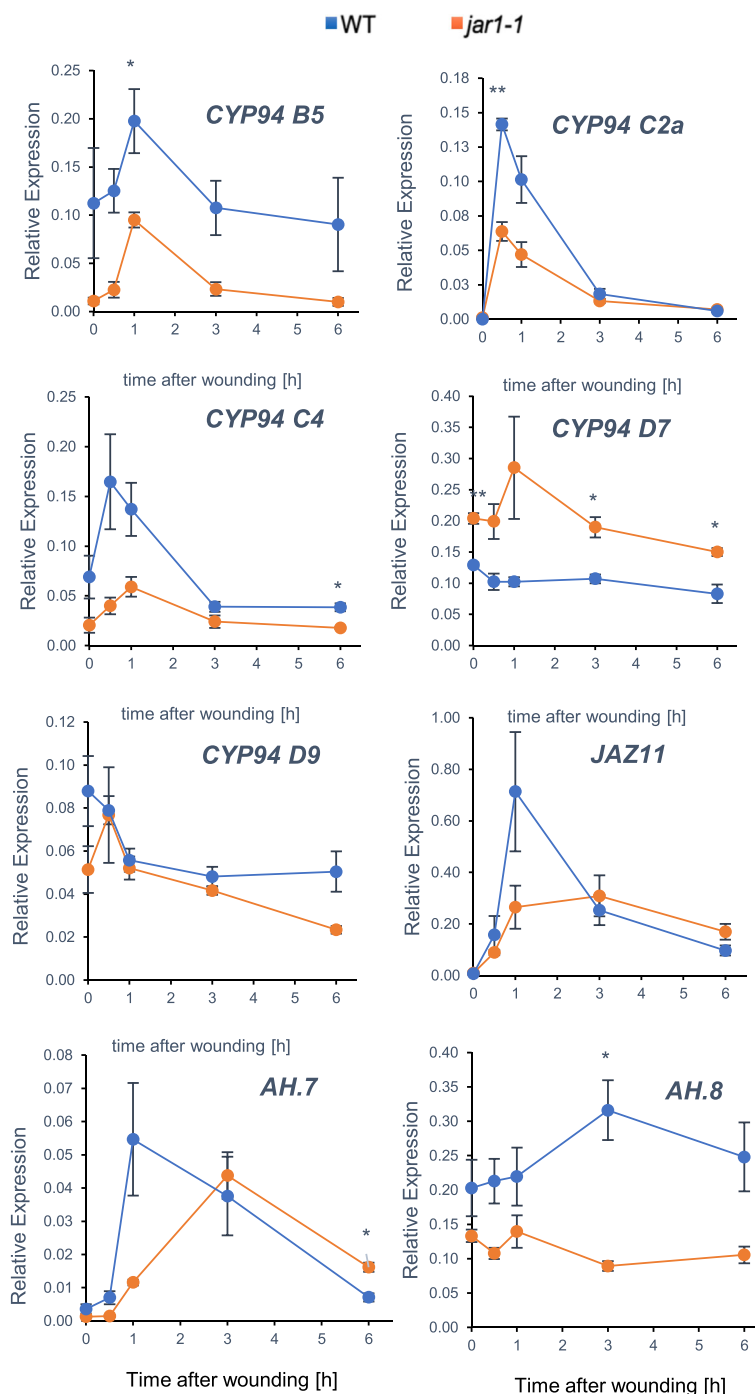 WT jar1-1
*
CYP94 B5
Relative Expression
0.25
0.20
0.15
0.10
0.05
0.00
0 1 2 3 4 5 6
time after wounding [h]
**
CYP94 C2a
Relative Expression
0.18
0.15
0.13
0.10
0.08
0.05
0.03
0.00
0 1 2 3 4 5 6
time after wounding [h]
CYP94 C4
Relative Expression
0.25
0.20
0.15
0.10
0.05
0.00
*
0 1 2 3 4 5 6
time after wounding [h]
CYP94 D7
Relative Expression
0.40
0.35
0.30
0.25
0.20
0.15
0.10
0.05
0.00
** * *
0 1 2 3 4 5 6
time after wounding [h]
CYP94 D9
Relative Expression
0.12
0.10
0.08
0.06
0.04
0.02
0.00
0 1 2 3 4 5 6
time after wounding [h]
JAZ11
Relative Expression
1.00
0.80
0.60
0.40
0.20
0.00
0 1 2 3 4 5 6
AH.7
Relative Expression
0.08
0.07
0.06
0.05
0.04
0.03
0.02
0.01
0.00
*
0 1 2 3 4 5 6
Time after wounding [h]
*
AH.8
Relative Expression
0.40
0.35
0.30
0.25
0.20
0.15
0.10
0.05
0.00
0 1 2 3 4 5 6
Time after wounding [h]